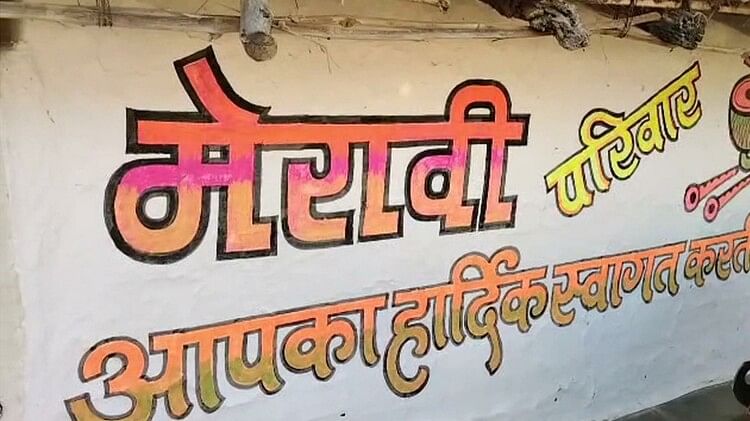 मेरावी परिवार
आपका हार्दिक स्वागत करती